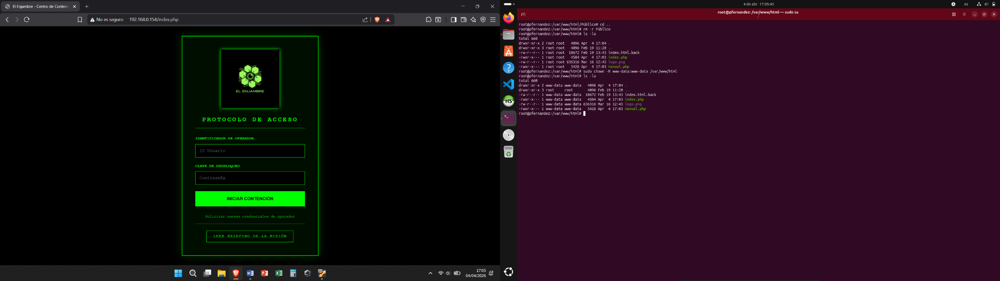 El Enjambre - Centro de Contenc
No es seguro
192.168.0.154/index.php
EL ENJAMBRE
PROTOCOLO DE ACCESO
IDENTIFICADOR DE OPERADOR
ID Usuario
CLAVE DE DESBLOQUEO
Contraseña
INICIAR CONTENCIÓN
Solicitar nuevas credenciales de operador
LEER BRIEFING DE LA MISIÓN
17:05
04/04/2026
4 de abr 17:05:45
es
root@pfernandez: /var/www/html — sudo su
/
root@pfernandez:/var/www/html/Público# cd ..
root@pfernandez:/var/www/html# rm -r Público
root@pfernandez:/var/www/html# ls -la
total 660
drwxr-xr-x 2 root root   4096 Apr  4 17:04 .
drwxr-xr-x 3 root root   4096 Feb 19 11:20 ..
-rw-r--r-- 1 root root  10672 Feb 19 13:43 index.html.back
-rwxr-x--- 1 root root   4584 Apr  4 17:03 index.php
-rw-r--r-- 1 root root 636316 Mar 16 12:45 logo.png
-rwxr-x--- 1 root root   5428 Apr  4 17:03 manual.php
root@pfernandez:/var/www/html# sudo chown -R www-data:www-data /var/www/html
root@pfernandez:/var/www/html# ls -la
total 660
drwxr-xr-x 2 www-data www-data   4096 Apr  4 17:04 .
drwxr-xr-x 3 root     root       4096 Feb 19 11:20 ..
-rw-r--r-- 1 www-data www-data  10672 Feb 19 13:43 index.html.back
-rwxr-x--- 1 www-data www-data   4584 Apr  4 17:03 index.php
-rw-r--r-- 1 www-data www-data 636316 Mar 16 12:45 logo.png
-rwxr-x--- 1 www-data www-data   5428 Apr  4 17:03 manual.php
root@pfernandez:/var/www/html#
HS